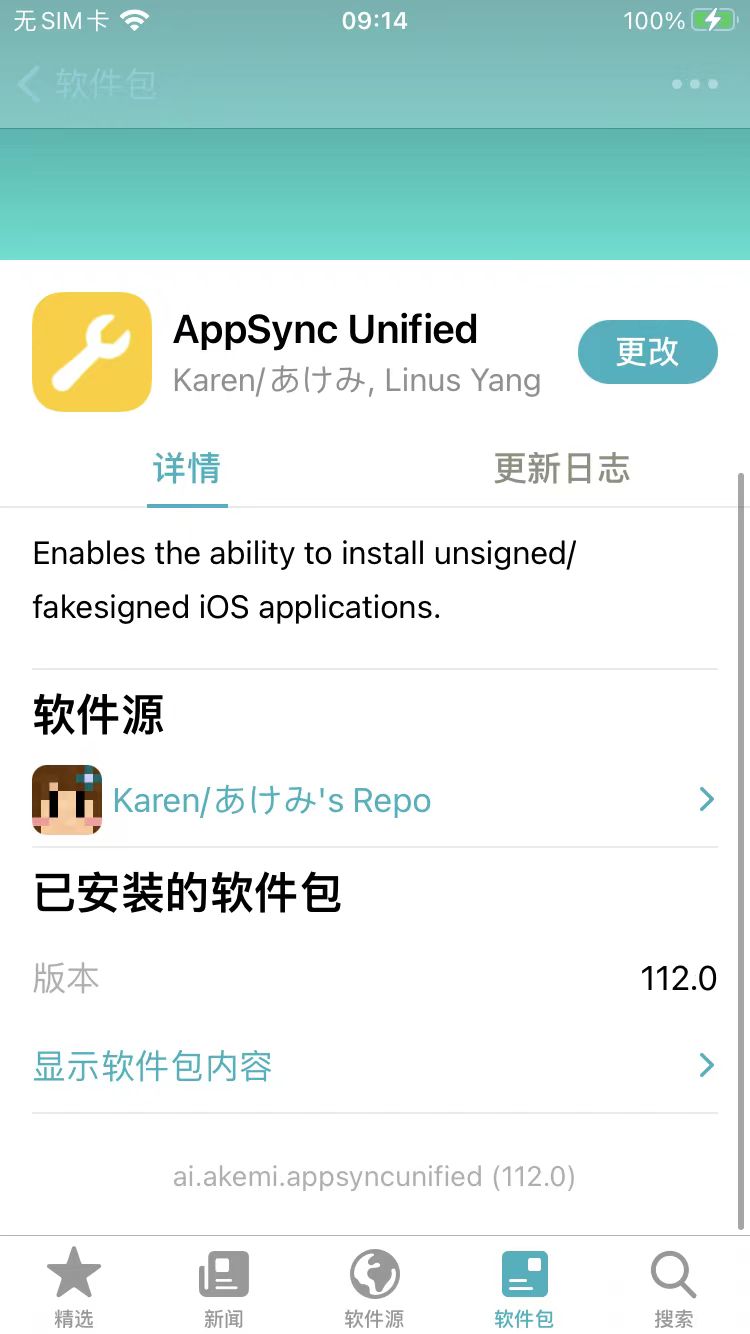 无SIM卡
09:14
100%
软件包
AppSync Unified
更改
Karen/あけみ, Linus Yang
详情
更新日志
Enables the ability to install unsigned/
fakesigned iOS applications.
软件源
Karen/あけみ's Repo
已安装的软件包
版本
112.0
显示软件包内容
ai.akemi.appsyncunified (112.0)
精选
新闻
软件源
软件包
搜索